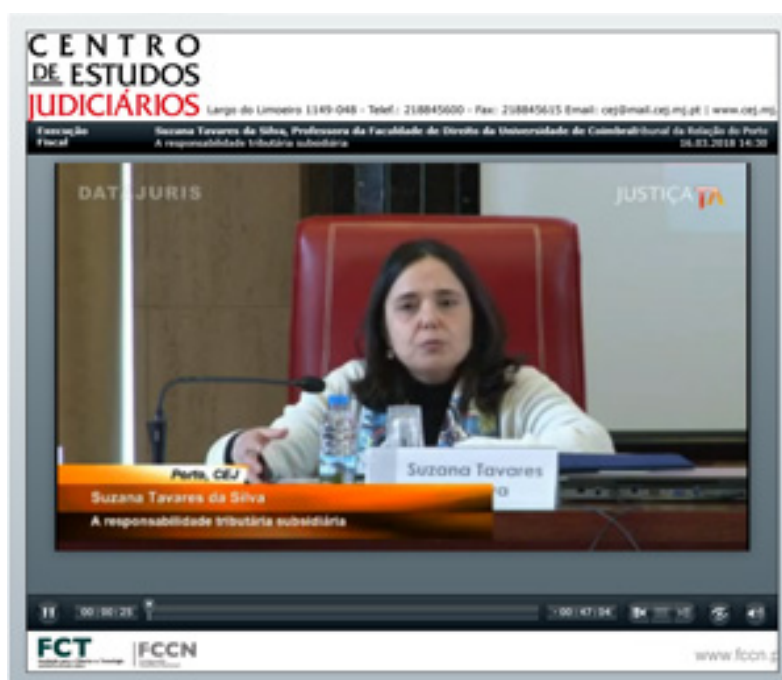 CENTRO
DE ESTUDOS
JUDICIÁRIOS Largo do Limoeiro 1149-048 - Telef.: 218845600 - Fax: 218845615 Email: cej@mail.cej.mj.pt | www.cej.mj.
Execução Suzana Tavares da Silva, Professora da Faculdade de Direito da Universidade de Coimbra Tribunal da Relação do Porto
Fiscal A responsabilidade tributária subsidiária 16.03.2018 14:30
DATAJURIS JUSTIÇA TV
Suzana Tavares
Porto, CEJ
Suzana Tavares da Silva
A responsabilidade tributária subsidiária
00:00:25 -00:47:04
FCT FCCN
www.fccn.p